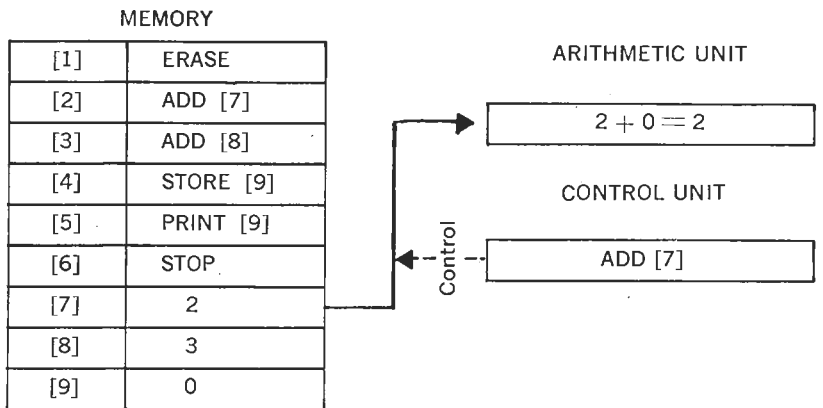 MEMORY
[1] ERASE
[2] ADD [7]
[3] ADD [8]
[4] STORE [9]
[5] PRINT [9]
[6] STOP
[7] 2
[8] 3
[9] 0
ARITHMETIC UNIT
2 + 0 = 2
CONTROL UNIT
Control
ADD [7]